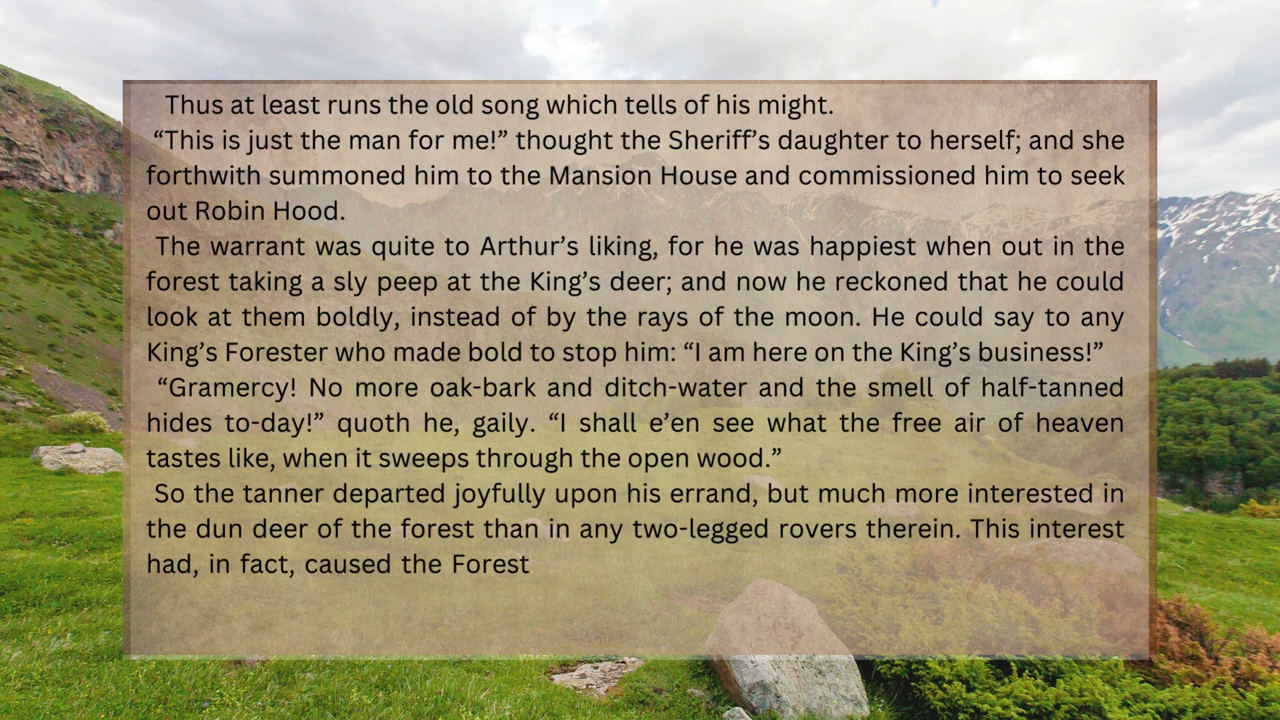 Thus at least runs the old song which tells of his might.
“This is just the man for me!” thought the Sheriff’s daughter to herself; and she
forthwith summoned him to the Mansion House and commissioned him to seek
out Robin Hood.
The warrant was quite to Arthur’s liking, for he was happiest when out in the
forest taking a sly peep at the King’s deer; and now he reckoned that he could
look at them boldly, instead of by the rays of the moon. He could say to any
King’s Forester who made bold to stop him: “I am here on the King’s business!”
“Gramercy! No more oak-bark and ditch-water and the smell of half-tanned
hides to-day!” quoth he, gaily. “I shall e’en see what the free air of heaven
tastes like, when it sweeps through the open wood.”
So the tanner departed joyfully upon his errand, but much more interested in
the dun deer of the forest than in any two-legged rovers therein. This interest
had, in fact, caused the Forest